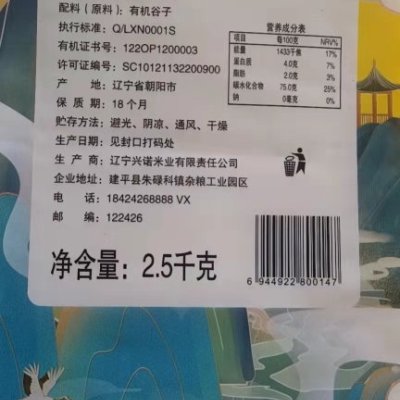 配料（原料）：有机谷子
执行标准：Q/LXN0001S
有机证书号：122OP1200003
许可证编号：SC10121132200900
产 地：辽宁省朝阳市
保 质 期：18个月
贮存方法：避光、阴凉、通风、干燥
生产日期：见封口打码处
生产商：辽宁兴诺米业有限责任公司
企业地址：建平县朱碌科镇杂粮工业园区
电 话：18424268888 VX
邮 编：122426
净含量：2.5千克
营养成分表
项目 每100克 NRV%
能量 1433千焦 17%
蛋白质 4.0克 7%
脂肪 2.0克 3%
碳水化合物 75.0克 25%
钠 0毫克 0%
6 944922 800147